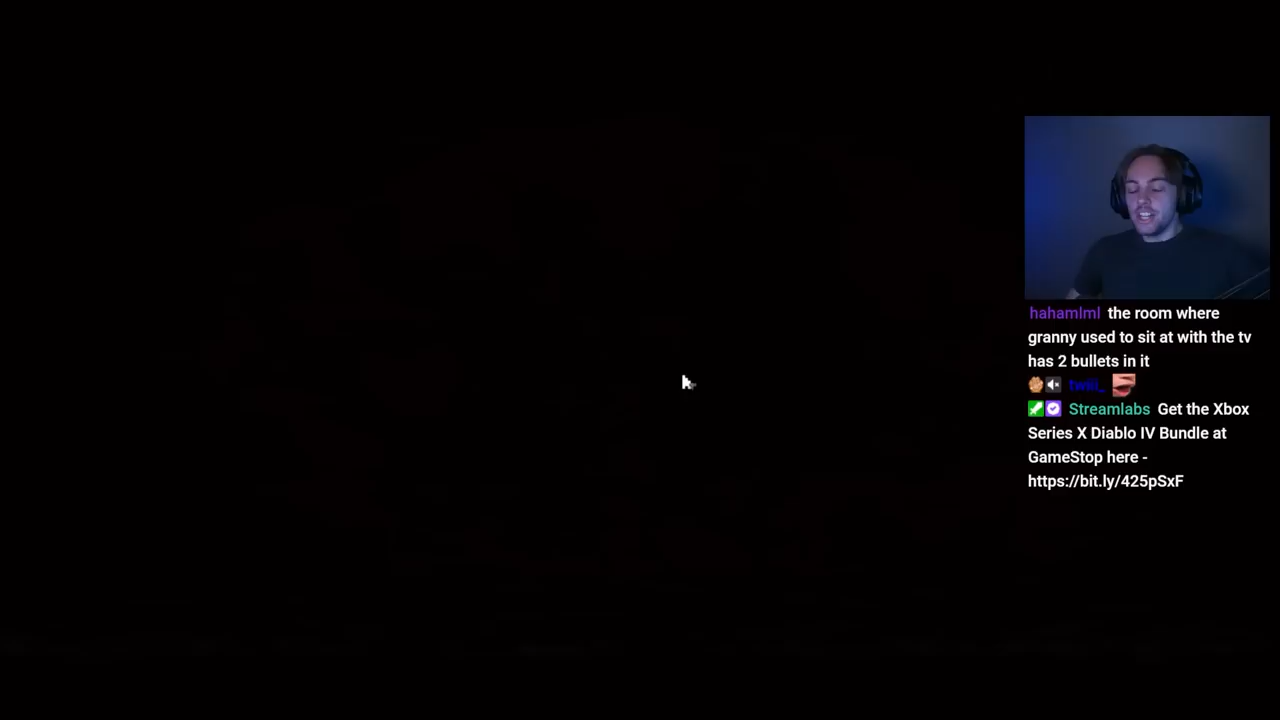 hahamlml the room where
granny used to sit at with the tv
has 2 bullets in it
twiii_
Streamlabs Get the Xbox
Series X Diablo IV Bundle at
GameStop here -
https://bit.ly/425pSxF